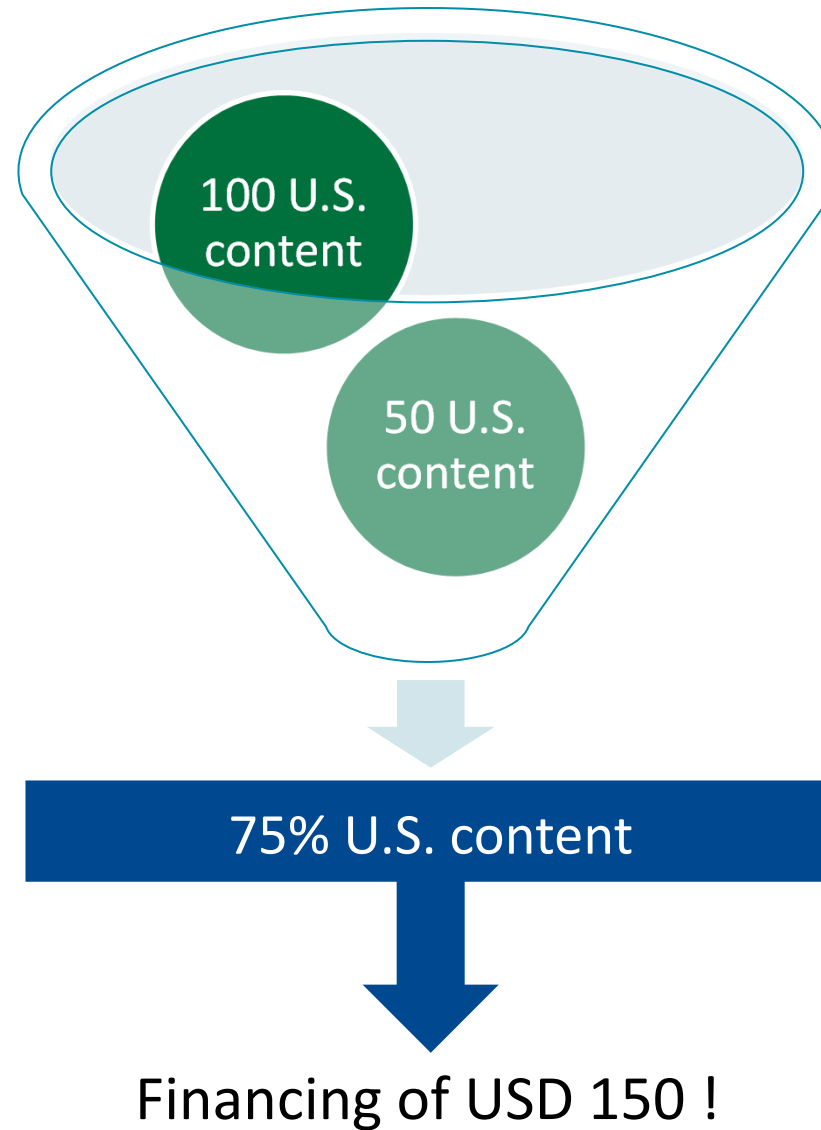 100 U.S.
content
50 U.S.
content
75% U.S. content
Financing of USD 150 !